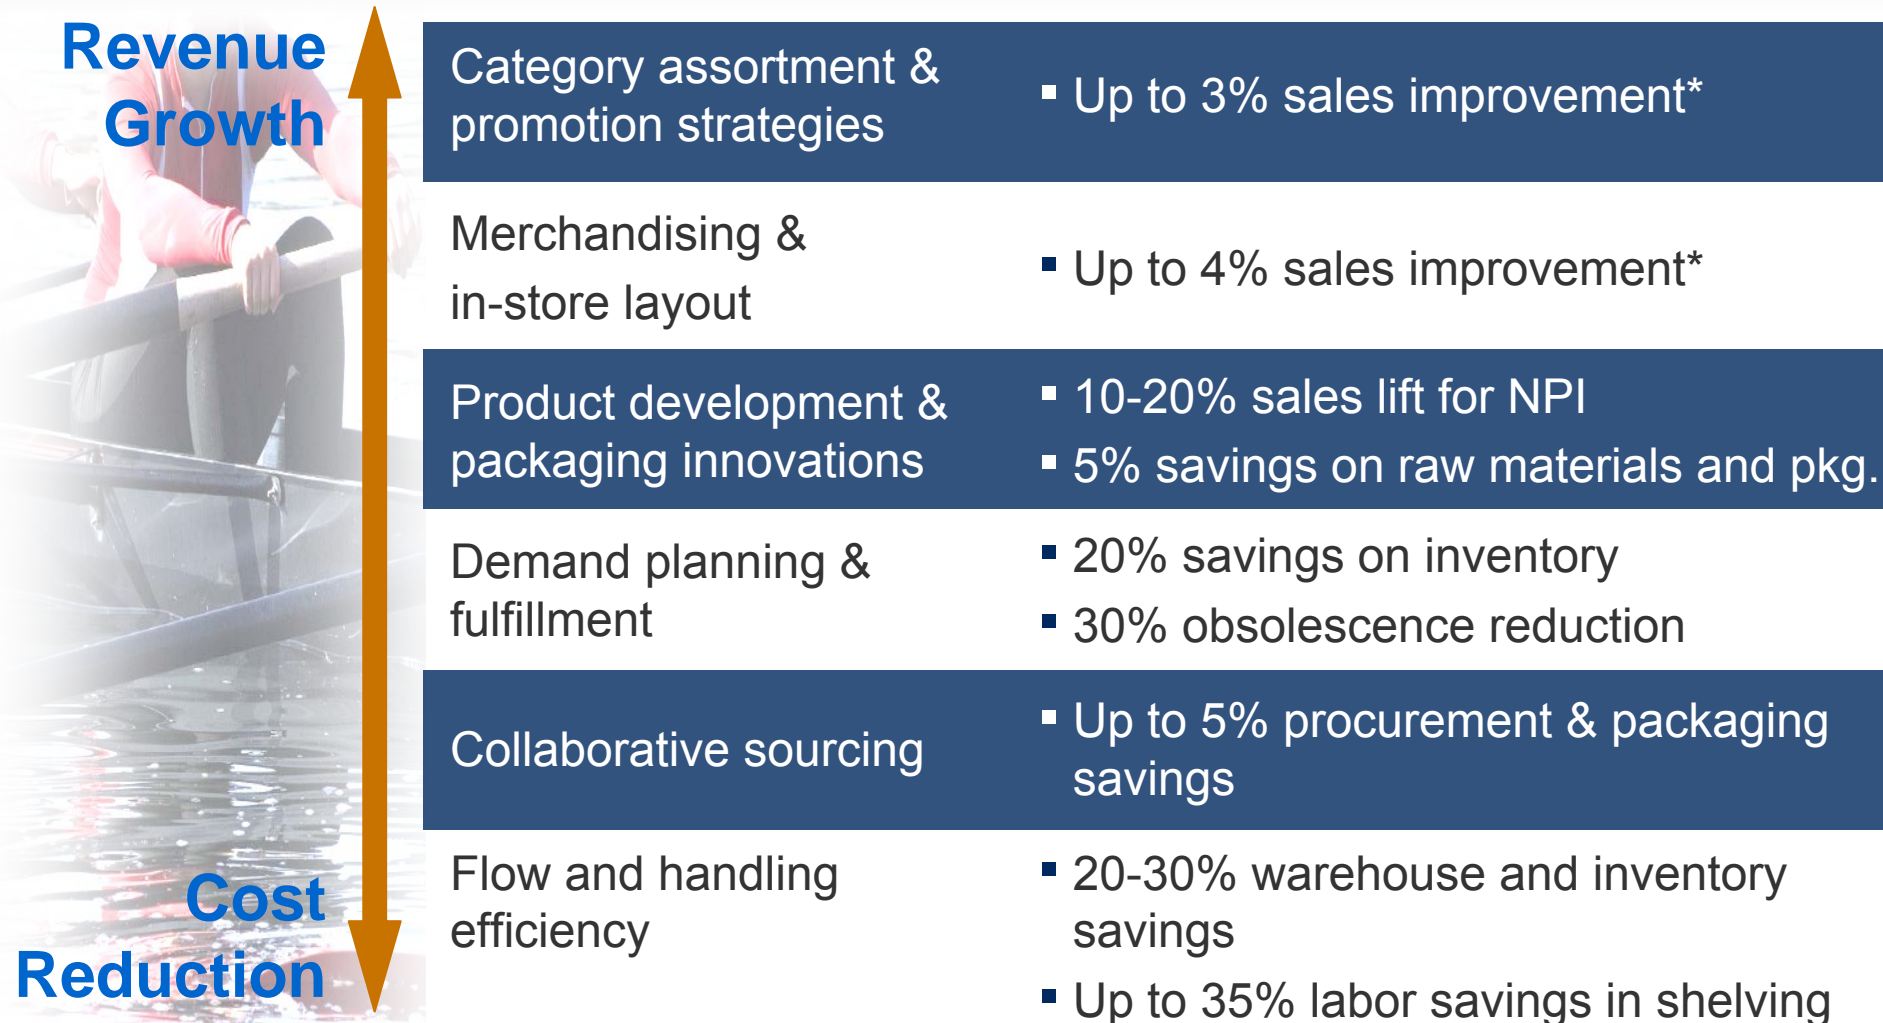 Revenue
Growth
Category assortment &
promotion strategies
▪ Up to 3% sales improvement*
Merchandising &
in-store layout
▪ Up to 4% sales improvement*
Product development &
packaging innovations
▪ 10-20% sales lift for NPI
▪ 5% savings on raw materials and pkg.
Demand planning &
fulfillment
▪ 20% savings on inventory
▪ 30% obsolescence reduction
Collaborative sourcing
▪ Up to 5% procurement & packaging
savings
Cost
Reduction
Flow and handling
efficiency
▪ 20-30% warehouse and inventory
savings
▪ Up to 35% labor savings in shelving